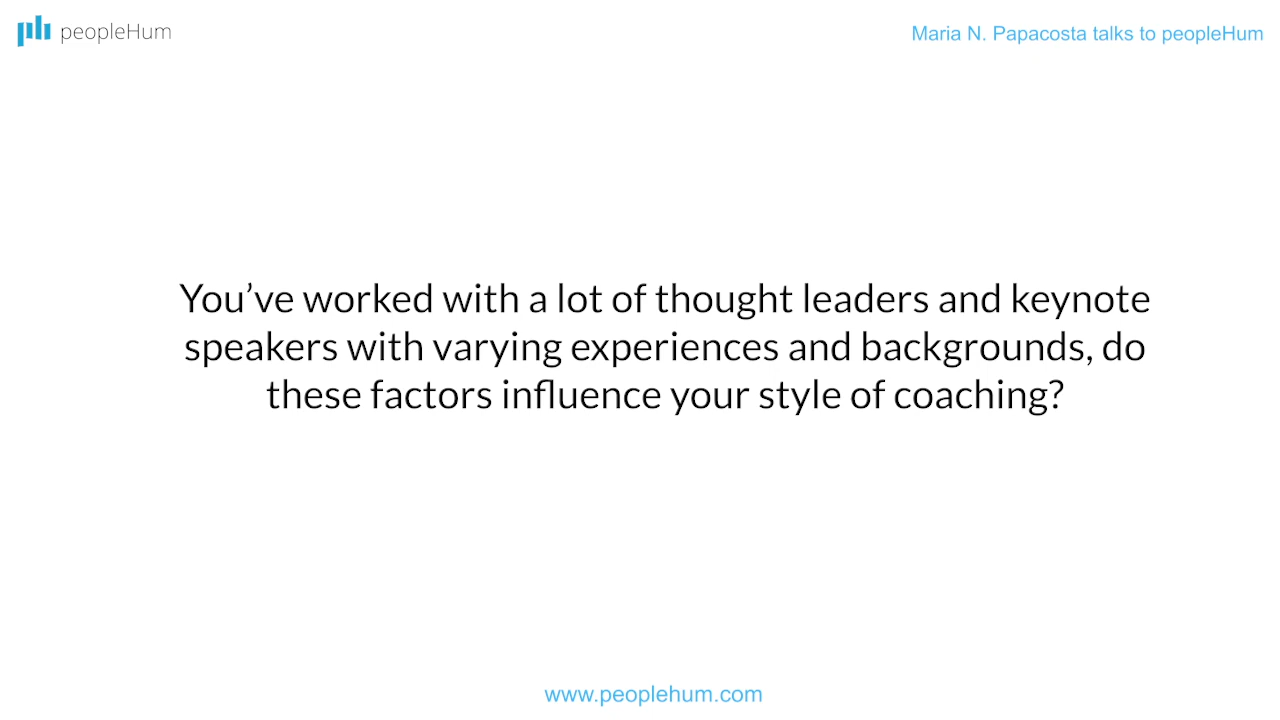 peopleHum
Maria N. Papacosta talks to peopleHum
You’ve worked with a lot of thought leaders and keynote
speakers with varying experiences and backgrounds, do
these factors influence your style of coaching?
www.peoplehum.com